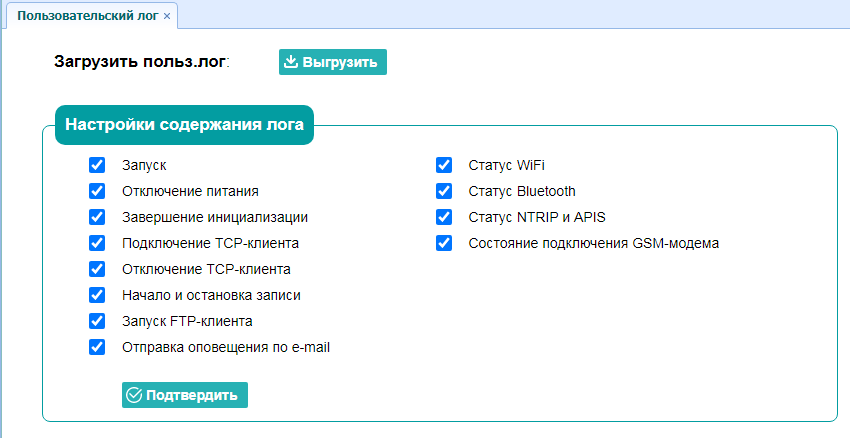 Пользовательский лог ×
Загрузить польз.лог: Выгрузить
Настройки содержания лога
Запуск
Отключение питания
Завершение инициализации
Подключение TCP-клиента
Отключение TCP-клиента
Начало и остановка записи
Запуск FTP-клиента
Отправка оповещения по e-mail
Статус WiFi
Статус Bluetooth
Статус NTRIP и APIS
Состояние подключения GSM-модема
Подтвердить